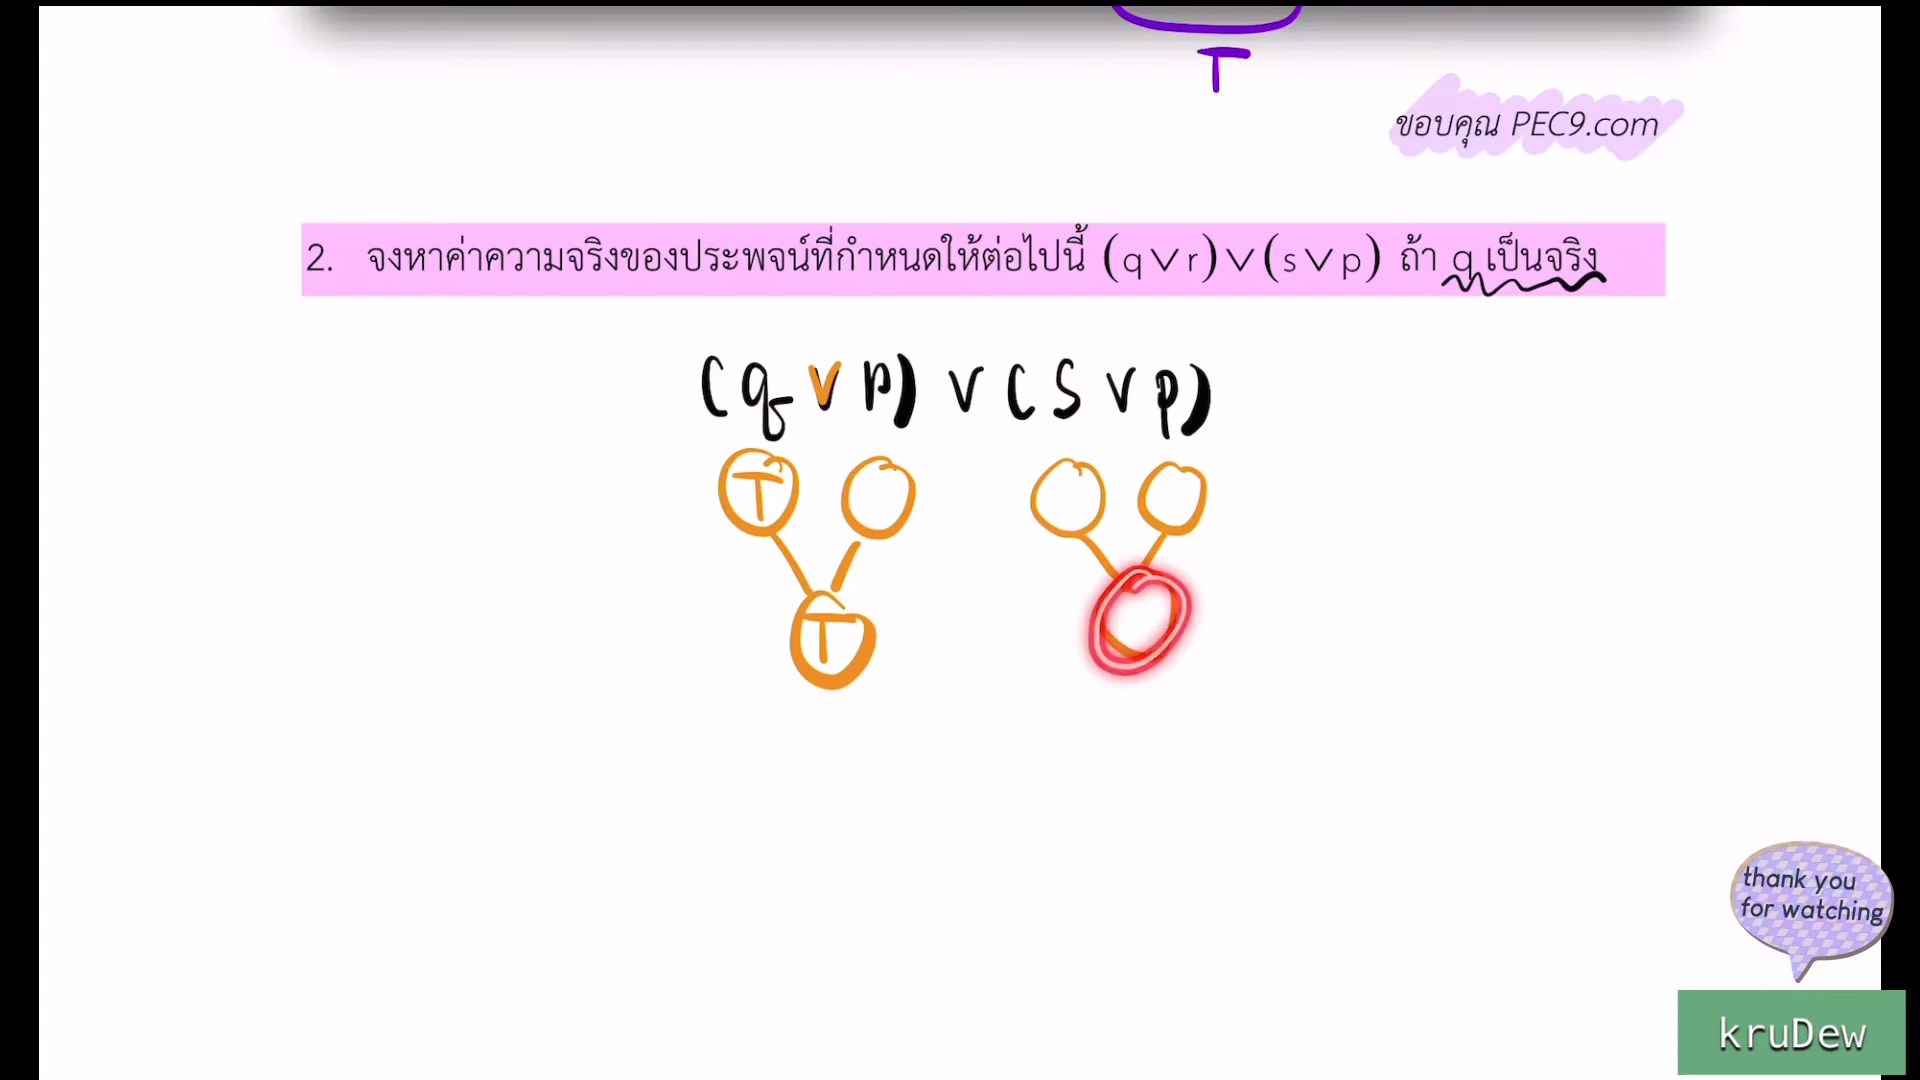 T
ขอบคุณ PEC9.com
2. จงหาค่าความจริงของประพจน์ที่กำหนดให้ต่อไปนี้ (q∨r)∨(s∨p) ถ้า q เป็นจริง
(q ∨ p) ∨ (s ∨ p)
T
T
thank you
for watching
kruDew